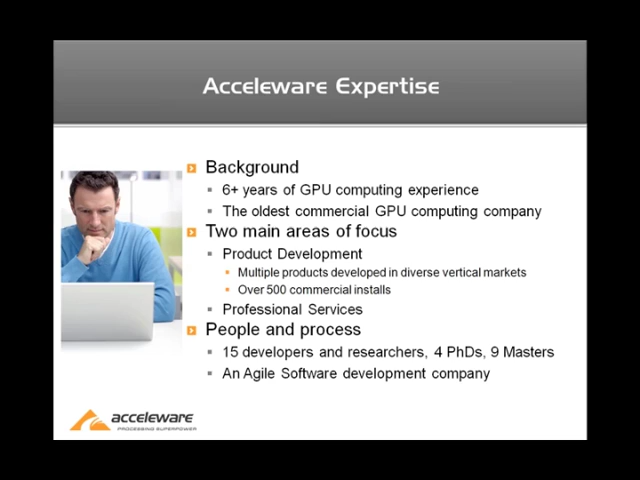 Acceleware Expertise
Background
6+ years of GPU computing experience
The oldest commercial GPU computing company
Two main areas of focus
Product Development
Multiple products developed in diverse vertical markets
Over 500 commercial installs
Professional Services
People and process
15 developers and researchers, 4 PhDs, 9 Masters
An Agile Software development company
acceleware
PROCESSING SUPERPOWER